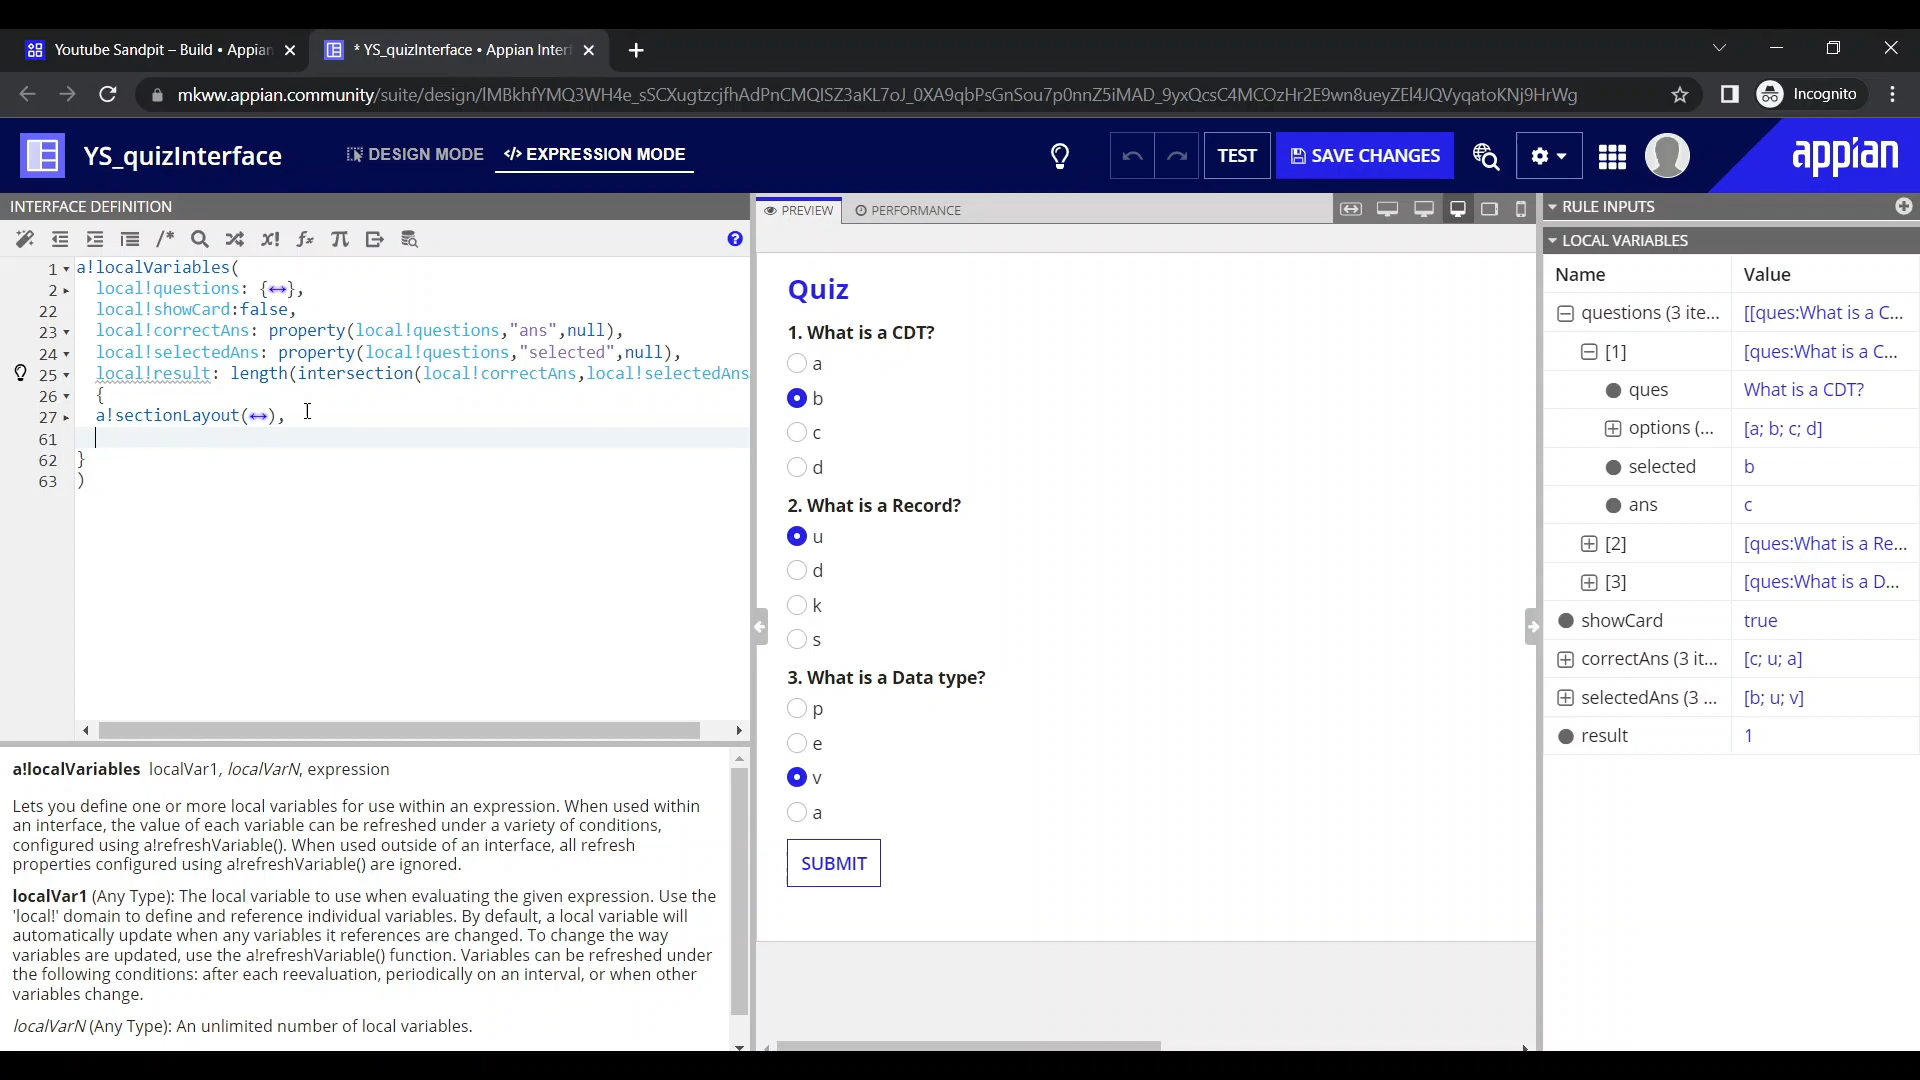 Youtube Sandpit – Build • Appian
* YS_quizInterface • Appian Interf
mkww.appian.community/suite/design/lMBkhfYMQ3WH4e_sSCXugtzcjfhAdPnCMQISZ3aKL7oJ_0XA9qbPsGnSou7p0nnZ5iMAD_9yxQcsC4MCOzHr2E9wn8ueyZEl4JQVyqatoKNj9HrWg
Incognito
YS_quizInterface
DESIGN MODE
</> EXPRESSION MODE
TEST
SAVE CHANGES
appian
INTERFACE DEFINITION
PREVIEW
PERFORMANCE
RULE INPUTS
LOCAL VARIABLES
1 a!localVariables(
2 local!questions: {↔},
22 local!showCard:false,
23 local!correctAns: property(local!questions,"ans",null),
24 local!selectedAns: property(local!questions,"selected",null),
25 local!result: length(intersection(local!correctAns,local!selectedAns
26 {
27 a!sectionLayout(↔),
61
62 }
63 )
a!localVariables localVar1, localVarN, expression
Lets you define one or more local variables for use within an expression. When used within
an interface, the value of each variable can be refreshed under a variety of conditions,
configured using a!refreshVariable(). When used outside of an interface, all refresh
properties configured using a!refreshVariable() are ignored.
localVar1 (Any Type): The local variable to use when evaluating the given expression. Use the
'local!' domain to define and reference individual variables. By default, a local variable will
automatically update when any variables it references are changed. To change the way
variables are updated, use the a!refreshVariable() function. Variables can be refreshed under
the following conditions: after each reevaluation, periodically on an interval, or when other
variables change.
localVarN (Any Type): An unlimited number of local variables.
Quiz
1. What is a CDT?
a
b
c
d
2. What is a Record?
u
d
k
s
3. What is a Data type?
p
e
v
a
SUBMIT
Name Value
questions (3 ite... [[ques:What is a C...
[1] [ques:What is a C...
ques What is a CDT?
options (... [a; b; c; d]
selected b
ans c
[2] [ques:What is a Re...
[3] [ques:What is a D...
showCard true
correctAns (3 it... [c; u; a]
selectedAns (3 ... [b; u; v]
result 1